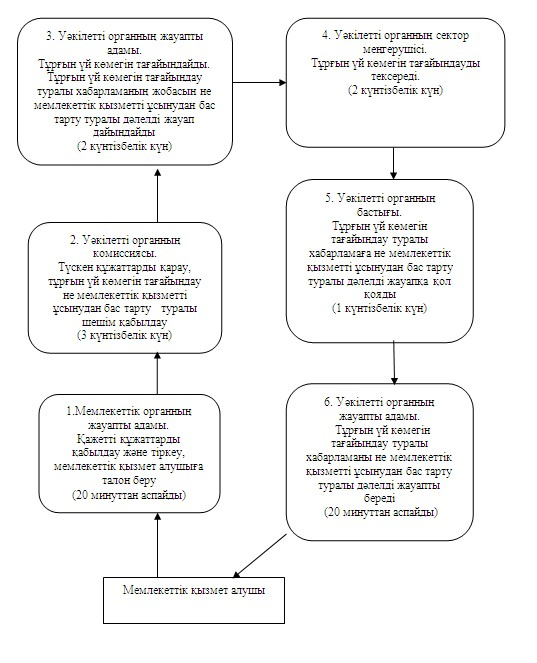 3. Уәкілетті органның жауапты
адамы.
Тұрғын үй көмегін тағайындайды.
Тұрғын үй көмегін тағайындау
туралы хабарламаның жобасын не
мемлекеттік қызметті ұсынудан бас
тарту туралы дәлелді жауап
дайындайды
(2 күнтізбелік күн)
4. Уәкілетті органның сектор
меңгерушісі.
Тұрғын үй көмегін тағайындауды
тексереді.
(2 күнтізбелік күн)
2. Уәкілетті органның
комиссиясы.
Түскен құжаттарды қарау,
тұрғын үй көмегін тағайындау
не мемлекеттік қызметті
ұсынудан бас тарту туралы
шешім қабылдау
(3 күнтізбелік күн)
5. Уәкілетті органның
бастығы.
Тұрғын үй көмегін
тағайындау туралы
хабарламаға не мемлекеттік
қызметті ұсынудан бас тарту
туралы дәлелді жауапқа қол
қояды
(1 күнтізбелік күн)
1.Мемлекеттік органның
жауапты адамы.
Қажетті құжаттарды
қабылдау және тіркеу,
мемлекеттік қызмет алушыға
талон беру
(20 минуттан аспайды)
6. Уәкілетті органның
жауапты адамы.
Тұрғын үй көмегін
тағайындау туралы
хабарламаны не мемлекеттік
қызметті ұсынудан бас тарту
туралы дәлелді жауапты
береді
(20 минуттан аспайды)
Мемлекеттік қызмет алушы